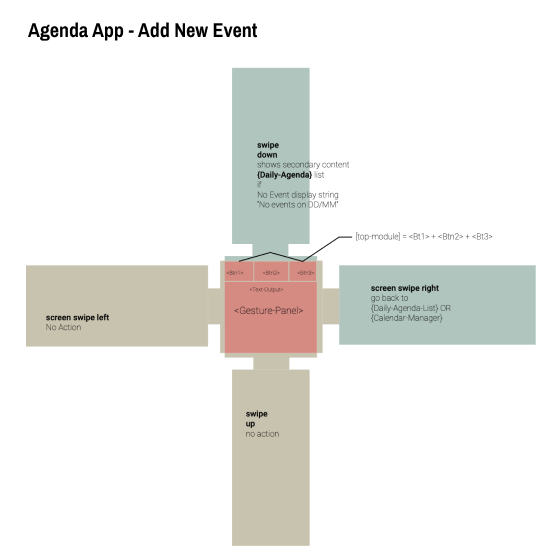 Agenda App - Add New Event
swipe
down
shows secondary content
{Daily-Agenda} list
if
No Event display string
"No events on DD/MM"
[top-module] = <Bt1> + <Btn2> + <Bt3>
<Btn1> <Btn2> <Btn3>
<Text-Output>
<Gesture-Panel>
screen swipe right
go back to
{Daily-Agenda-List} OR
{Calendar-Manager}
screen swipe left
No Action
swipe
up
no action